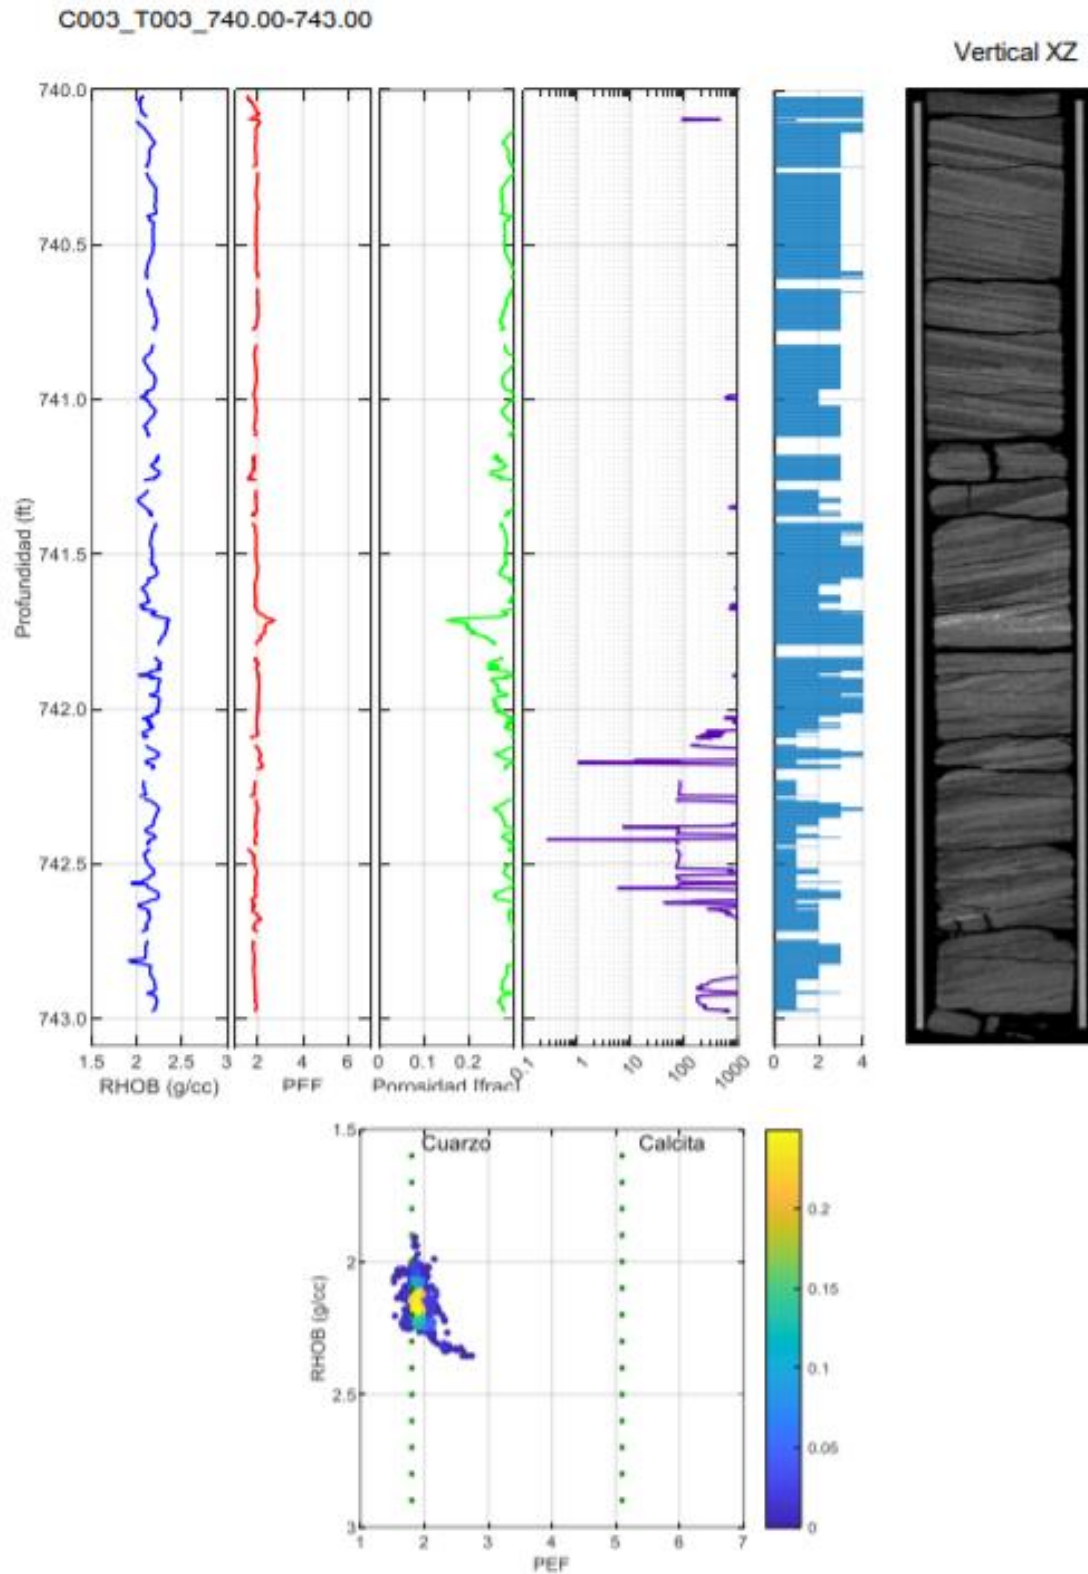 C003_T003_740.00-743.00
Vertical XZ
740.0
740.5
741.0
741.5
742.0
742.5
743.0
Profundidad (ft)
1.5 2 2.5 3 2 4 6 0 0.1 0.2 0.1 1 10 100 1000 0 2 4
RHOB (g/cc) PEF Porosidad [frac]
Cuarzo Calcita
1.5
2
2.5
3
RHOB (g/cc)
1 2 3 4 5 6 7
PEF
0.2
0.15
0.1
0.05
0